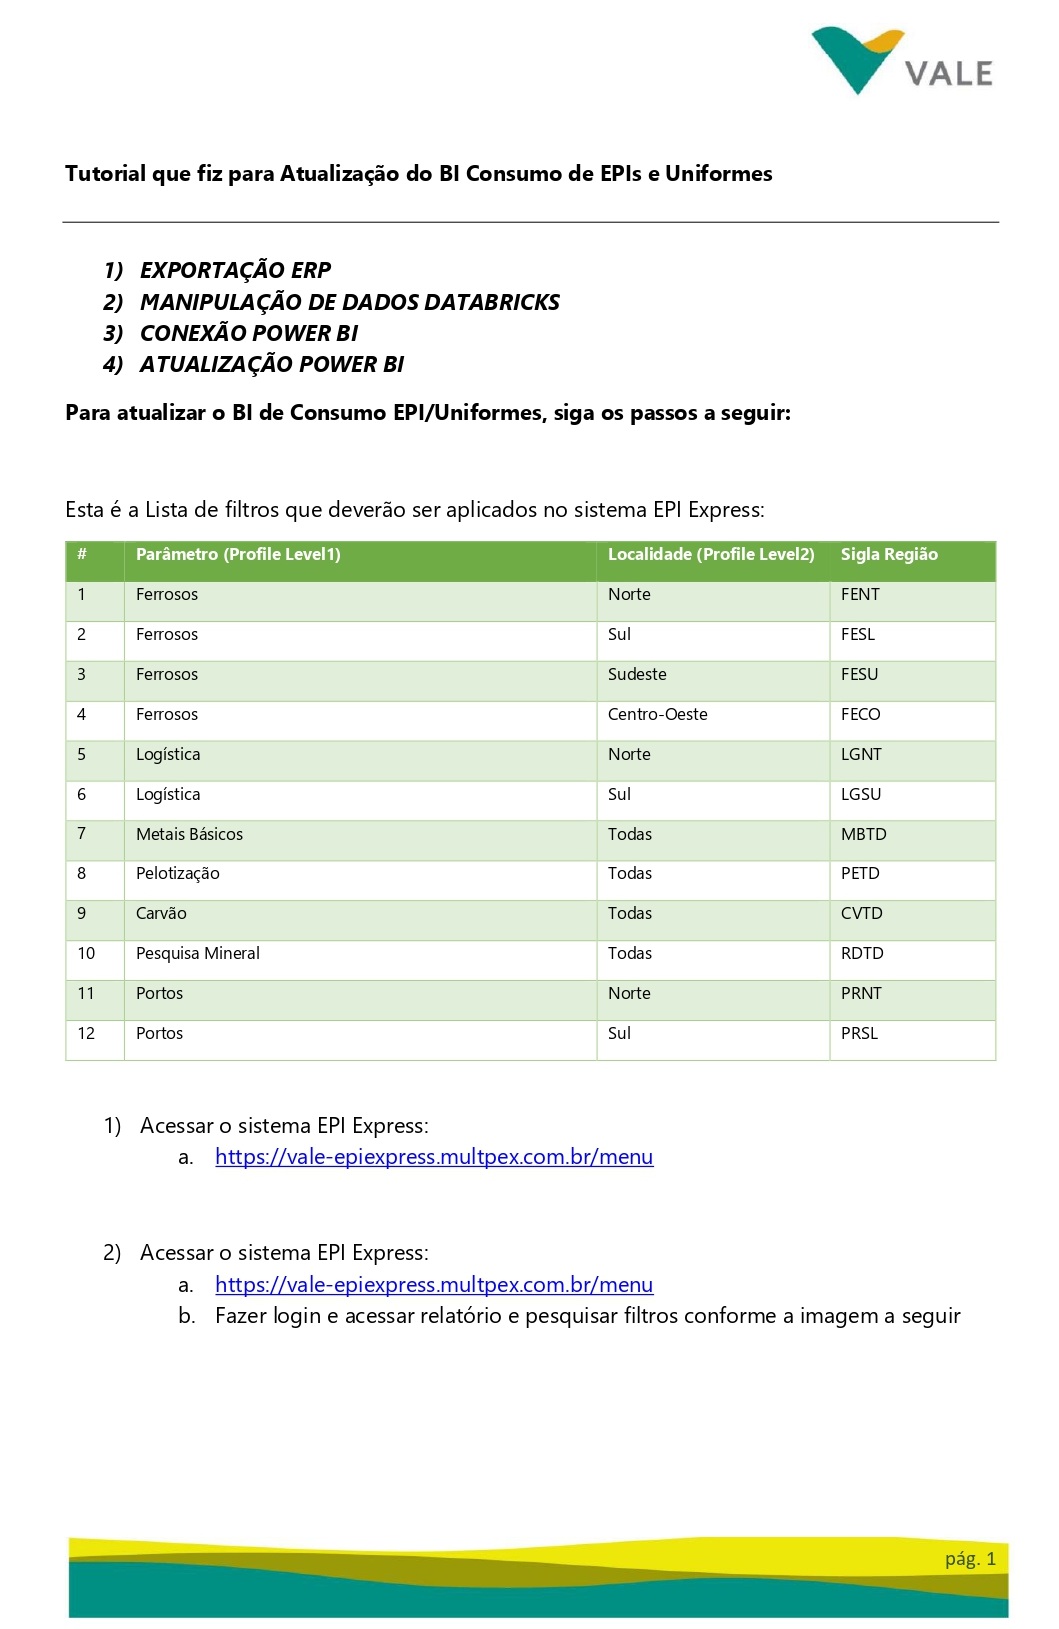 VALE
Tutorial que fiz para Atualização do BI Consumo de EPIs e Uniformes
1) EXPORTAÇÃO ERP
2) MANIPULAÇÃO DE DADOS DATABRICKS
3) CONEXÃO POWER BI
4) ATUALIZAÇÃO POWER BI
Para atualizar o BI de Consumo EPI/Uniformes, siga os passos a seguir:
Esta é a Lista de filtros que deverão ser aplicados no sistema EPI Express:
# Parâmetro (Profile Level1) Localidade (Profile Level2) Sigla Região
1 Ferrosos Norte FENT
2 Ferrosos Sul FESL
3 Ferrosos Sudeste FESU
4 Ferrosos Centro-Oeste FECO
5 Logística Norte LGNT
6 Logística Sul LGSU
7 Metais Básicos Todas MBTD
8 Pelotização Todas PETD
9 Carvão Todas CVTD
10 Pesquisa Mineral Todas RDTD
11 Portos Norte PRNT
12 Portos Sul PRSL
1) Acessar o sistema EPI Express:
a. https://vale-epiexpress.multpex.com.br/menu
2) Acessar o sistema EPI Express:
a. https://vale-epiexpress.multpex.com.br/menu
b. Fazer login e acessar relatório e pesquisar filtros conforme a imagem a seguir
pág. 1